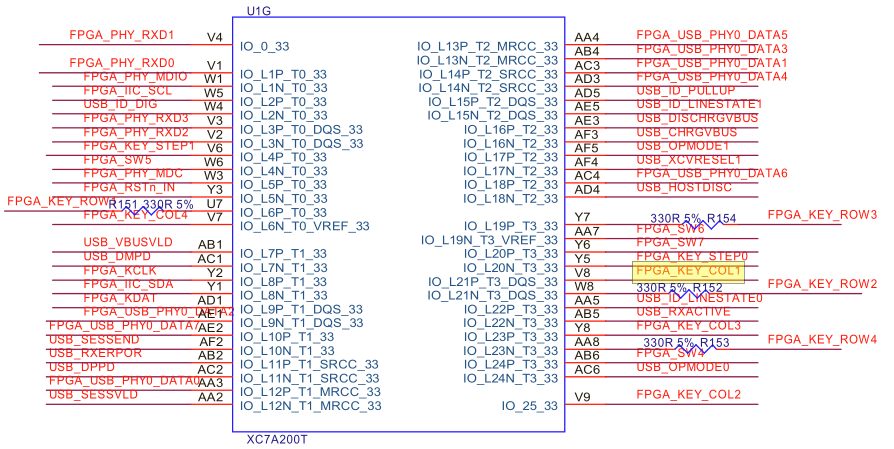 U1G
FPGA_PHY_RXD1 V4 IO_0_33
FPGA_PHY_RXD0 V1 IO_L1P_T0_33
FPGA_PHY_MDIO W1 IO_L1N_T0_33
FPGA_IIC_SCL W5 IO_L2P_T0_33
USB_ID_DIG W4 IO_L2N_T0_33
FPGA_PHY_RXD3 V3 IO_L3P_T0_DQS_33
FPGA_PHY_RXD2 V2 IO_L3N_T0_DQS_33
FPGA_KEY_STEP1 V6 IO_L4P_T0_33
FPGA_SW5 W6 IO_L4N_T0_33
FPGA_PHY_MDC W3 IO_L5P_T0_33
FPGA_RSTn_IN Y3 IO_L5N_T0_33
FPGA_KEY_ROW1 R151 330R 5% U7 IO_L6P_T0_33
FPGA_KEY_COL4 V7 IO_L6N_T0_VREF_33
USB_VBUSVLD AB1 IO_L7P_T1_33
USB_DMPD AC1 IO_L7N_T1_33
FPGA_KCLK Y2 IO_L8P_T1_33
FPGA_IIC_SDA Y1 IO_L8N_T1_33
FPGA_KDAT AD1 IO_L9P_T1_DQS_33
FPGA_USB_PHY0_DATA2 AE1 IO_L9N_T1_DQS_33
FPGA_USB_PHY0_DATA7 AE2 IO_L10P_T1_33
USB_SESSEND AF2 IO_L10N_T1_33
USB_RXERPOR AB2 IO_L11P_T1_SRCC_33
USB_DPPD AC2 IO_L11N_T1_SRCC_33
FPGA_USB_PHY0_DATA0 AA3 IO_L12P_T1_MRCC_33
USB_SESSVLD AA2 IO_L12N_T1_MRCC_33
IO_L13P_T2_MRCC_33 AA4 FPGA_USB_PHY0_DATA5
IO_L13N_T2_MRCC_33 AB4 FPGA_USB_PHY0_DATA3
IO_L14P_T2_SRCC_33 AC3 FPGA_USB_PHY0_DATA1
IO_L14N_T2_SRCC_33 AD3 FPGA_USB_PHY0_DATA4
IO_L15P_T2_DQS_33 AD5 USB_ID_PULLUP
IO_L15N_T2_DQS_33 AE5 USB_ID_LINESTATE1
IO_L16P_T2_33 AE3 USB_DISCHRGVBUS
IO_L16N_T2_33 AF3 USB_CHRGVBUS
IO_L17P_T2_33 AF5 USB_OPMODE1
IO_L17N_T2_33 AF4 USB_XCVRESEL1
IO_L18P_T2_33 AC4 FPGA_USB_PHY0_DATA6
IO_L18N_T2_33 AD4 USB_HOSTDISC
IO_L19P_T3_33 Y7 330R 5% R154 FPGA_KEY_ROW3
IO_L19N_T3_VREF_33 AA7 FPGA_SW6
IO_L20P_T3_33 Y6 FPGA_SW7
IO_L20N_T3_33 Y5 FPGA_KEY_STEP0
IO_L21P_T3_DQS_33 V8 FPGA_KEY_COL1
IO_L21N_T3_DQS_33 W8 330R 5% R152 FPGA_KEY_ROW2
IO_L22P_T3_33 AA5 USB_ID_LINESTATE0
IO_L22N_T3_33 AB5 USB_RXACTIVE
IO_L23P_T3_33 Y8 FPGA_KEY_COL3
IO_L23N_T3_33 AA8 330R 5% R153 FPGA_KEY_ROW4
IO_L24P_T3_33 AB6 FPGA_SW4
IO_L24N_T3_33 AC6 USB_OPMODE0
IO_25_33 V9 FPGA_KEY_COL2
XC7A200T